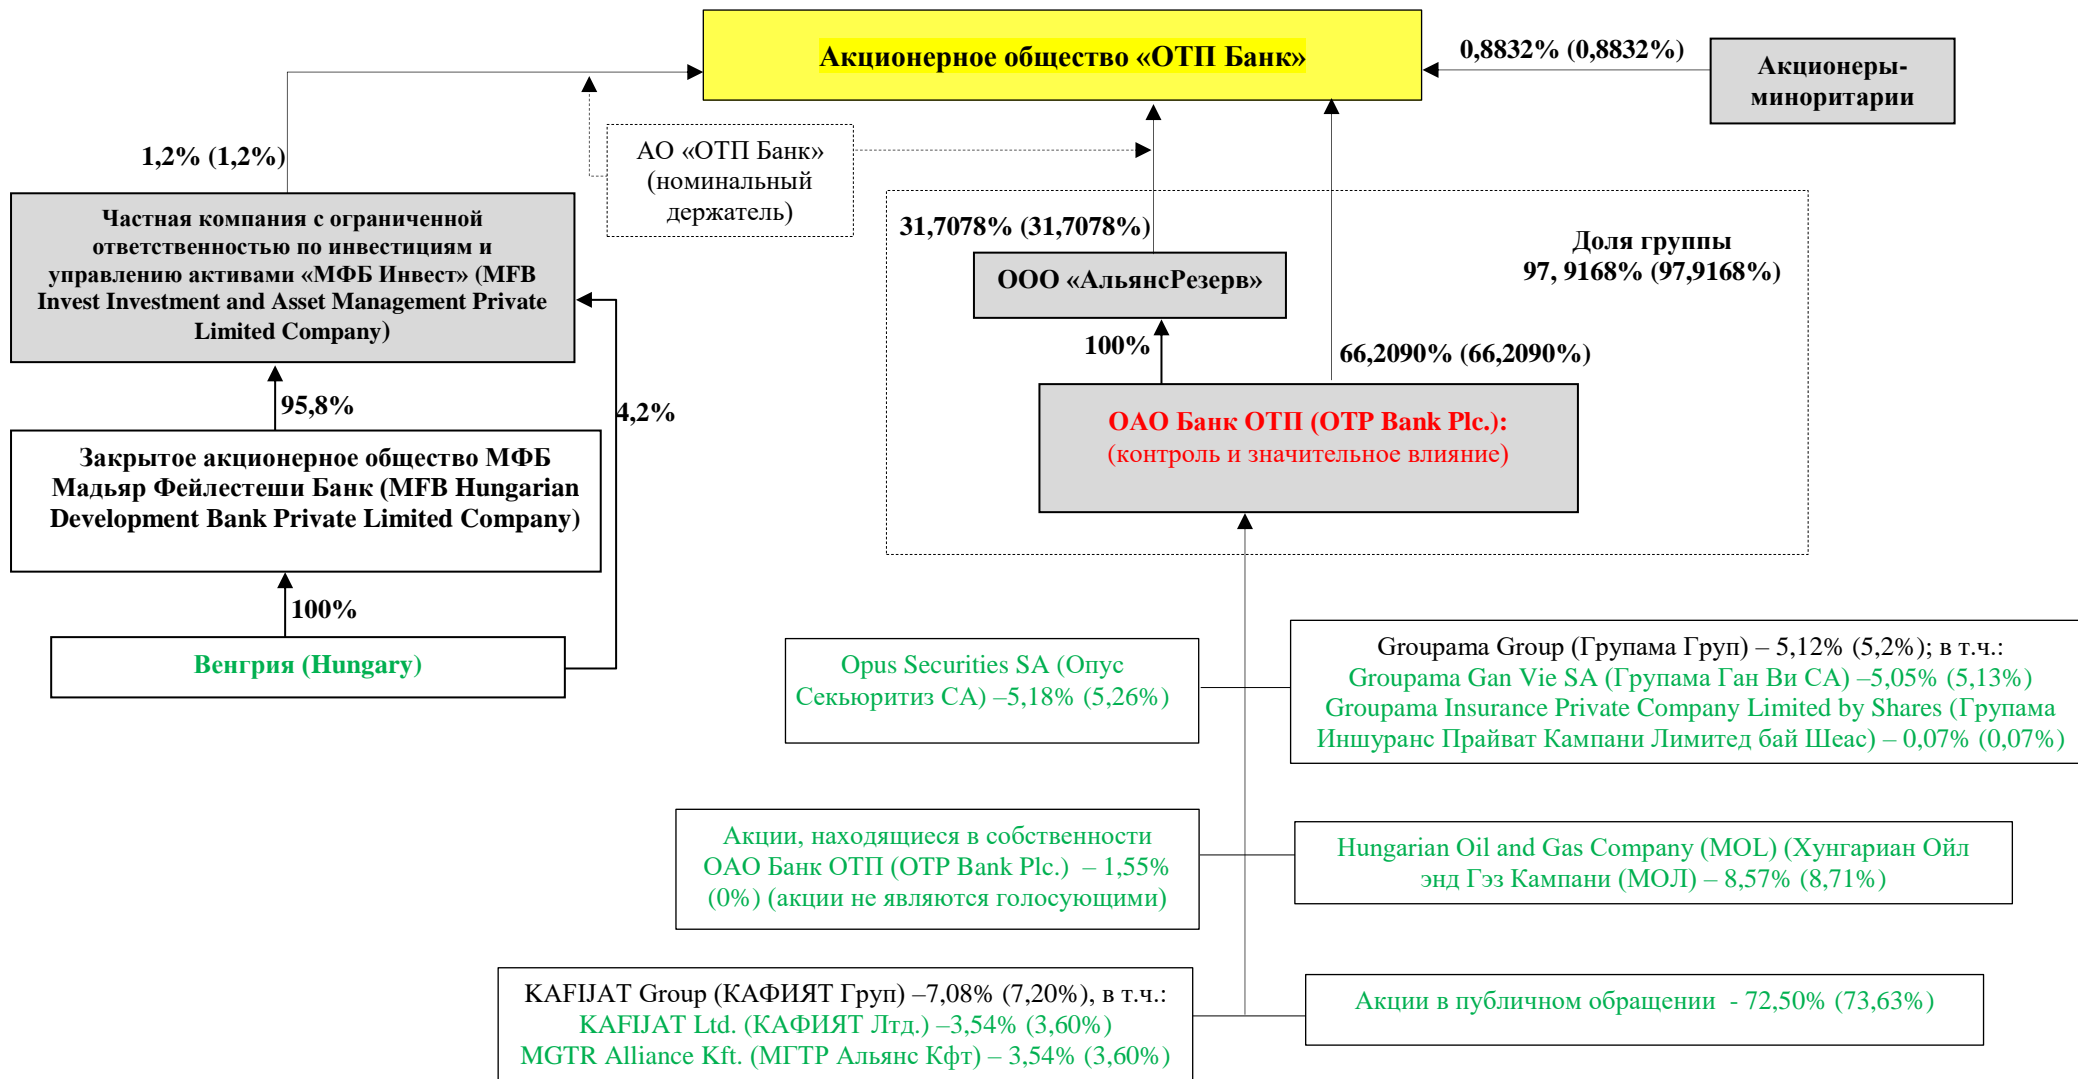 Акционерное общество «ОТП Банк»
0,8832% (0,8832%)
Акционеры-
миноритарии
1,2% (1,2%)
АО «ОТП Банк»
(номинальный
держатель)
Частная компания с ограниченной
ответственностью по инвестициям и
управлению активами «МФБ Инвест» (MFB
Invest Investment and Asset Management Private
Limited Company)
31,7078% (31,7078%)
Доля группы
97, 9168% (97,9168%)
ООО «АльянсРезерв»
100%
66,2090% (66,2090%)
95,8%
4,2%
ОАО Банк ОТП (OTP Bank Plc.):
(контроль и значительное влияние)
Закрытое акционерное общество МФБ
Мадьяр Фейлестеши Банк (MFB Hungarian
Development Bank Private Limited Company)
100%
Венгрия (Hungary)
Opus Securities SA (Опус
Секьюритиз СА) –5,18% (5,26%)
Groupama Group (Групама Груп) – 5,12% (5,2%); в т.ч.:
Groupama Gan Vie SA (Групама Ган Ви СА) –5,05% (5,13%)
Groupama Insurance Private Company Limited by Shares (Групама
Иншуранс Прайват Кампани Лимитед бай Шеас) – 0,07% (0,07%)
Акции, находящиеся в собственности
ОАО Банк ОТП (OTP Bank Plc.) – 1,55%
(0%) (акции не являются голосующими)
Hungarian Oil and Gas Company (MOL) (Хунгариан Ойл
энд Гэз Кампани (МОЛ) – 8,57% (8,71%)
KAFIJAT Group (КАФИЯТ Груп) –7,08% (7,20%), в т.ч.:
KAFIJAT Ltd. (КАФИЯТ Лтд.) –3,54% (3,60%)
MGTR Alliance Kft. (МГТР Альянс Кфт) – 3,54% (3,60%)
Акции в публичном обращении - 72,50% (73,63%)